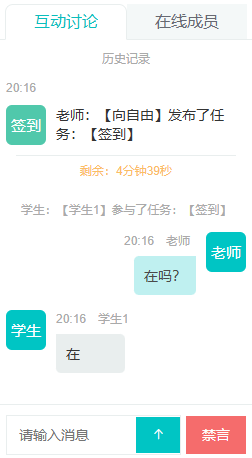 互动讨论 在线成员
历史记录
20:16
签到
老师：【向自由】发布了任
务：【签到】
剩余：4分钟39秒
学生：【学生1】参与了任务：【签到】
20:16 老师
老师
在吗？
学生
20:16 学生1
在
请输入消息 ↑ 禁言